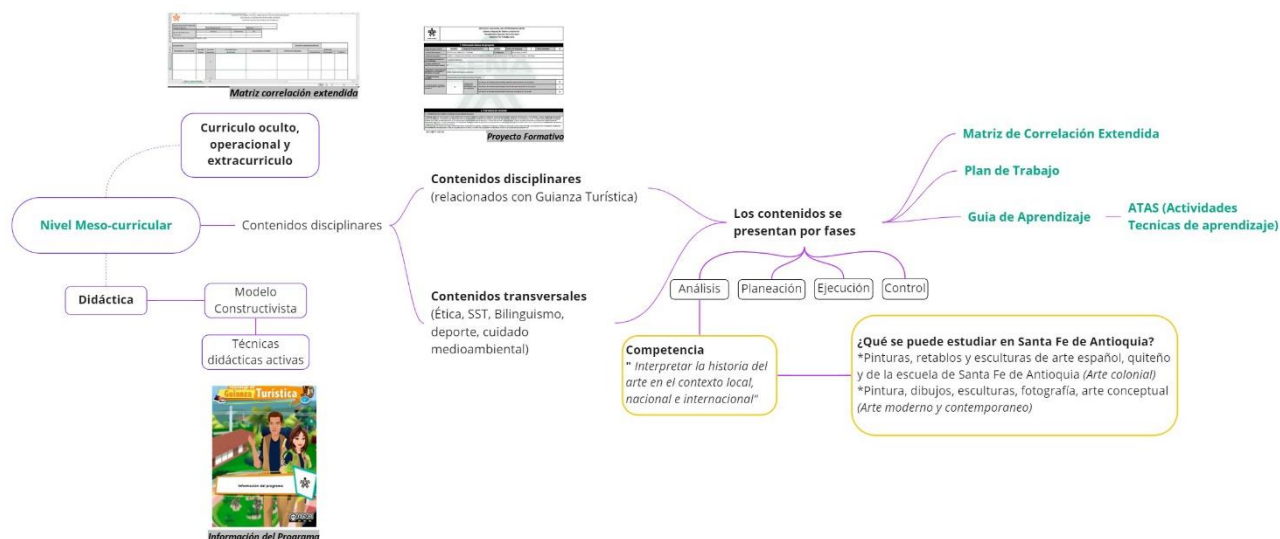 Matriz correlación extendida
Proyecto Formativo
Curriculo oculto,
operacional y
extracurriculo
Nivel Meso-curricular
Contenidos disciplinares
Didáctica
Modelo
Constructivista
Técnicas
didácticas activas
Guianza Turística
Información del programa
Información del Programa
Contenidos disciplinares
(relacionados con Guianza Turística)
Contenidos transversales
(Ética, SST, Bilinguismo,
deporte, cuidado
medioambiental)
Los contenidos se
presentan por fases
Análisis
Planeación
Ejecución
Control
Matriz de Correlación Extendida
Plan de Trabajo
Guia de Aprendizaje
ATAS (Actividades
Tecnicas de aprendizaje)
Competencia
" Interpretar la historia del
arte en el contexto local,
nacional e internacional"
¿Qué se puede estudiar en Santa Fe de Antioquia?
*Pinturas, retablos y esculturas de arte español, quiteño
y de la escuela de Santa Fe de Antioquia (Arte colonial)
*Pintura, dibujos, esculturas, fotografía, arte conceptual
(Arte moderno y contemporaneo)